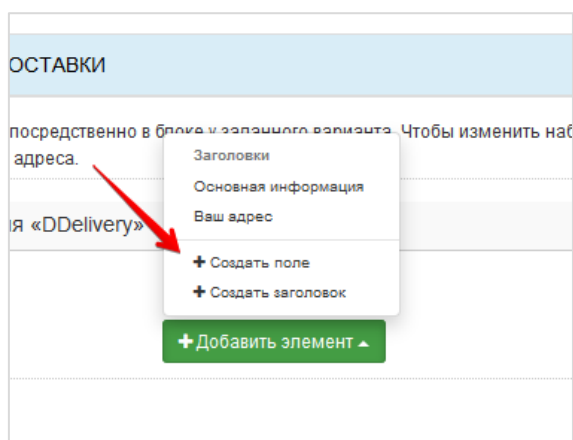 ОСТАВКИ
посредственно в блоке у заданного варианта. Чтобы изменить наб
адреса.
Заголовки
Основная информация
Ваш адрес
я «DDelivery»
+ Создать поле
+ Создать заголовок
+ Добавить элемент